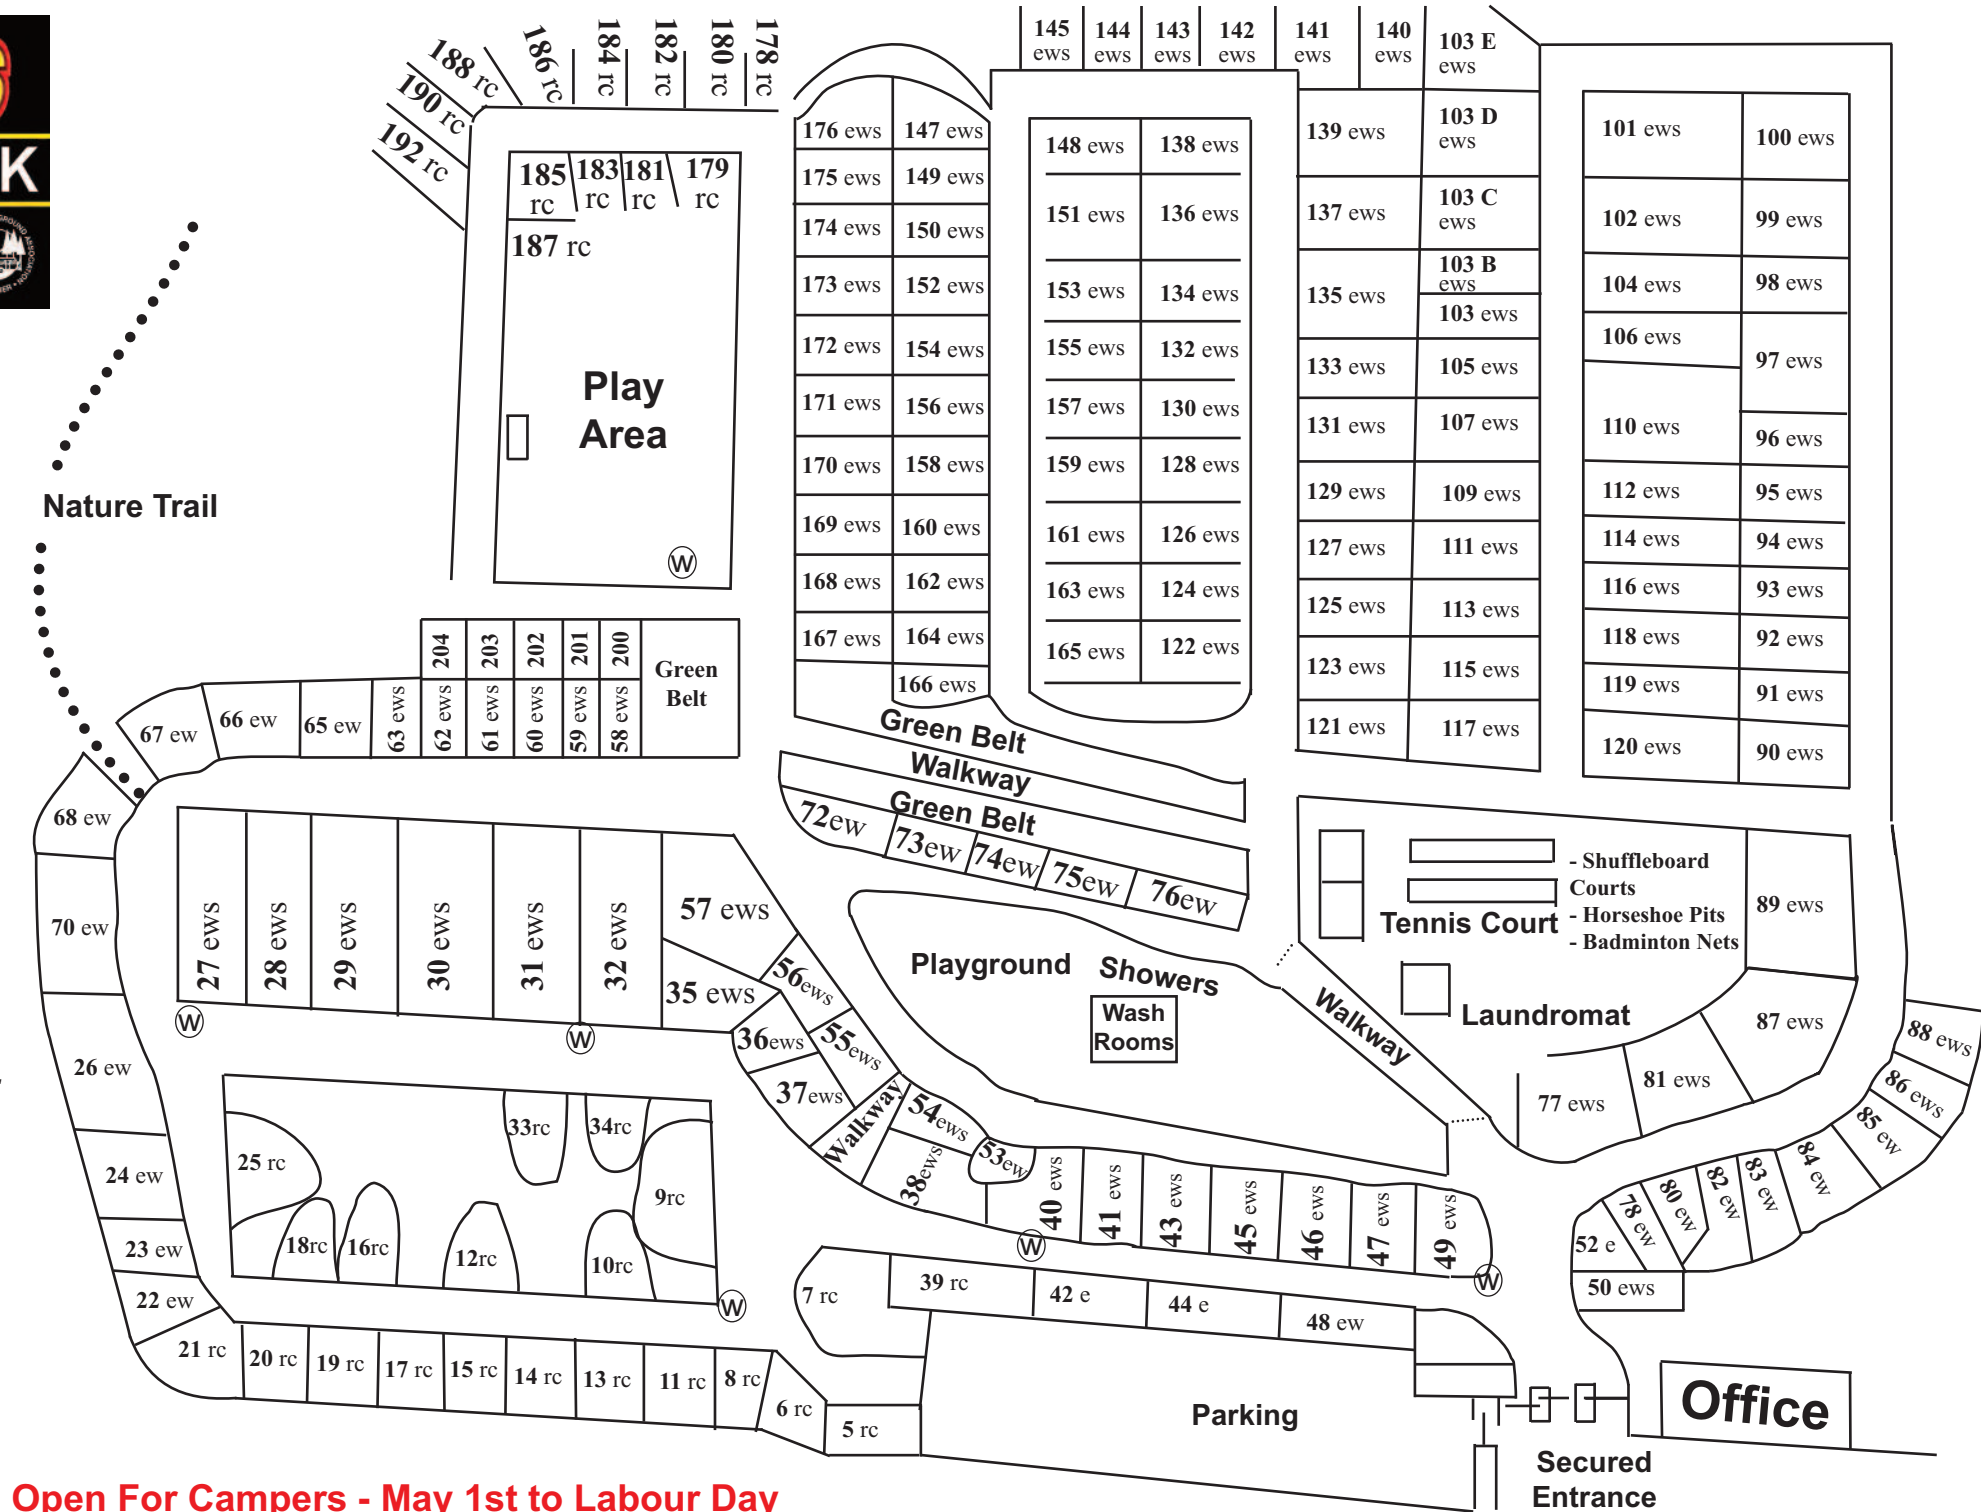 S
K
GROUND ASSOCIATION
145 ews
144 ews
143 ews
142 ews
141 ews
140 ews
103 E ews
188 rc
186 rc
184 rc
182 rc
180 rc
178 rc
190 rc
192 rc
185 rc
183 rc
181 rc
179 rc
187 rc
Play
Area
W
Nature Trail
176 ews
147 ews
175 ews
149 ews
174 ews
150 ews
173 ews
152 ews
172 ews
154 ews
171 ews
156 ews
170 ews
158 ews
169 ews
160 ews
168 ews
162 ews
167 ews
164 ews
166 ews
148 ews
138 ews
151 ews
136 ews
153 ews
134 ews
155 ews
132 ews
157 ews
130 ews
159 ews
128 ews
161 ews
126 ews
163 ews
124 ews
165 ews
122 ews
139 ews
103 D ews
137 ews
103 C ews
135 ews
103 B ews
103 ews
133 ews
105 ews
131 ews
107 ews
129 ews
109 ews
127 ews
111 ews
125 ews
113 ews
123 ews
115 ews
121 ews
117 ews
101 ews
100 ews
102 ews
99 ews
104 ews
98 ews
106 ews
97 ews
110 ews
96 ews
112 ews
95 ews
114 ews
94 ews
116 ews
93 ews
118 ews
92 ews
119 ews
91 ews
120 ews
90 ews
204
203
202
201
200
Green
Belt
67 ew
66 ew
65 ew
63 ews
62 ews
61 ews
60 ews
59 ews
58 ews
Green Belt
Walkway
Green Belt
72ew
73ew
74ew
75ew
76ew
68 ew
70 ew
26 ew
24 ew
23 ew
22 ew
27 ews
28 ews
29 ews
30 ews
31 ews
32 ews
57 ews
35 ews
W
W
56ews
55ews
36ews
37ews
Walkway
54ews
53ew
38ews
40 ews
41 ews
43 ews
45 ews
46 ews
47 ews
49 ews
W
W
Playground
Showers
Wash
Rooms
Walkway
- Shuffleboard
Courts
- Horseshoe Pits
- Badminton Nets
Tennis Court
Laundromat
89 ews
87 ews
81 ews
77 ews
88 ews
86 ews
85 ew
84 ew
83 ew
82 ew
80 ew
78 ew
52 e
50 ews
25 rc
33rc
34rc
9rc
18rc
16rc
12rc
10rc
W
21 rc
20 rc
19 rc
17 rc
15 rc
14 rc
13 rc
11 rc
8 rc
6 rc
5 rc
7 rc
39 rc
42 e
44 e
48 ew
Parking
Office
Secured
Entrance
Open For Campers - May 1st to Labour Day